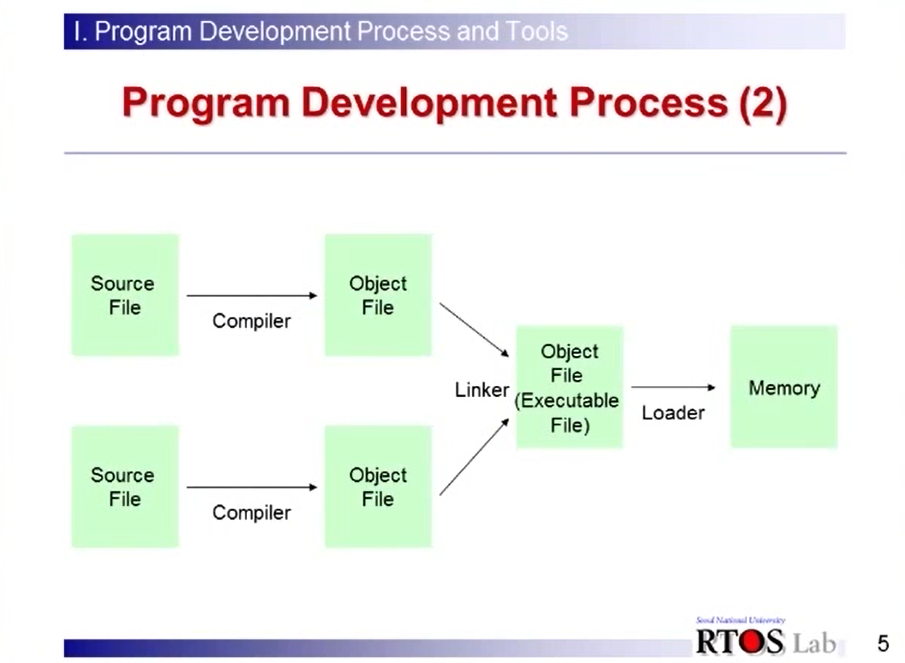 I. Program Development Process and Tools
Program Development Process (2)
Source
File
Compiler
Object
File
Source
File
Compiler
Object
File
Linker
Object
File
(Executable
File)
Loader
Memory
Seoul National University
RTOS Lab
5